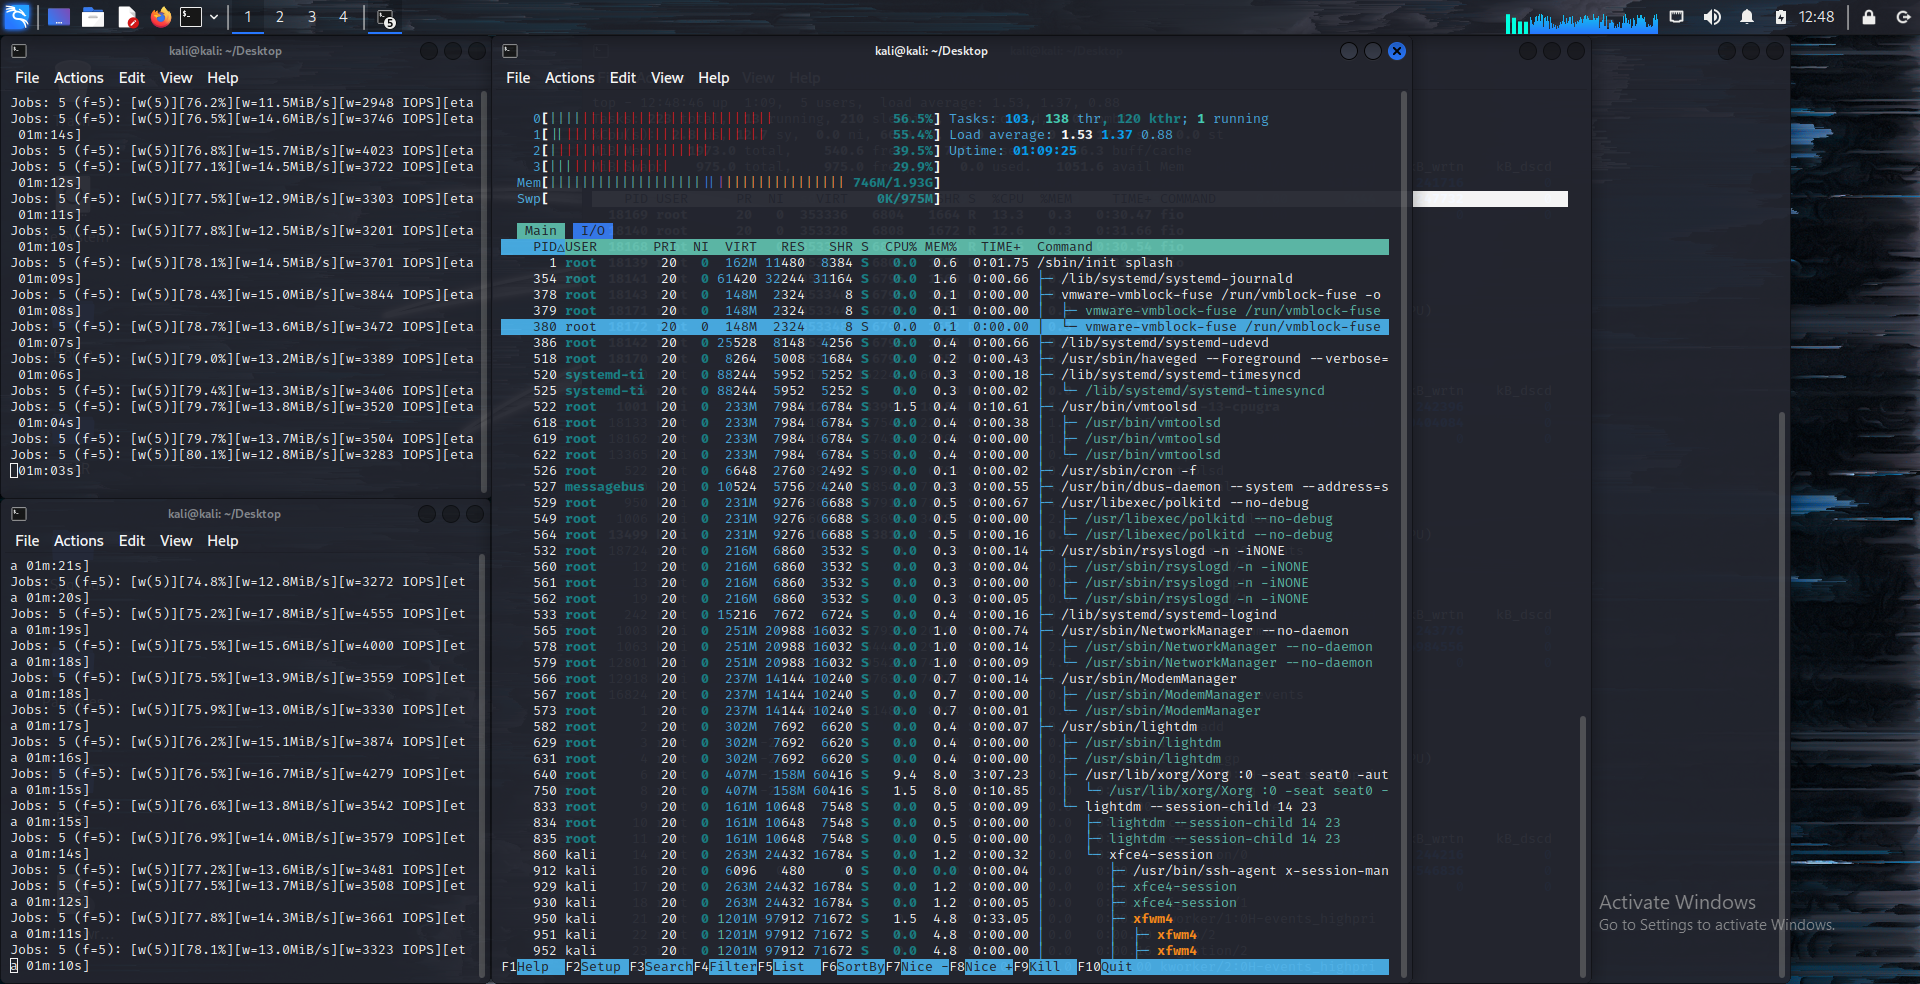 1 2 3 4 5 12:48
kali@kali: ~/Desktop
File Actions Edit View Help
Jobs: 5 (f=5): [w(5)][76.2%][w=11.5MiB/s][w=2948 IOPS][eta
Jobs: 5 (f=5): [w(5)][76.5%][w=14.6MiB/s][w=3746 IOPS][eta
01m:14s]
Jobs: 5 (f=5): [w(5)][76.8%][w=15.7MiB/s][w=4023 IOPS][eta
Jobs: 5 (f=5): [w(5)][77.1%][w=14.5MiB/s][w=3722 IOPS][eta
01m:12s]
Jobs: 5 (f=5): [w(5)][77.5%][w=12.9MiB/s][w=3303 IOPS][eta
01m:11s]
Jobs: 5 (f=5): [w(5)][77.8%][w=12.5MiB/s][w=3201 IOPS][eta
01m:10s]
Jobs: 5 (f=5): [w(5)][78.1%][w=14.5MiB/s][w=3701 IOPS][eta
01m:09s]
Jobs: 5 (f=5): [w(5)][78.4%][w=15.0MiB/s][w=3844 IOPS][eta
01m:08s]
Jobs: 5 (f=5): [w(5)][78.7%][w=13.6MiB/s][w=3472 IOPS][eta
01m:07s]
Jobs: 5 (f=5): [w(5)][79.0%][w=13.2MiB/s][w=3389 IOPS][eta
01m:06s]
Jobs: 5 (f=5): [w(5)][79.4%][w=13.3MiB/s][w=3406 IOPS][eta
Jobs: 5 (f=5): [w(5)][79.7%][w=13.8MiB/s][w=3520 IOPS][eta
01m:04s]
Jobs: 5 (f=5): [w(5)][79.7%][w=13.7MiB/s][w=3504 IOPS][eta
Jobs: 5 (f=5): [w(5)][80.1%][w=12.8MiB/s][w=3283 IOPS][eta
01m:03s]
kali@kali: ~/Desktop
File Actions Edit View Help
a 01m:21s]
Jobs: 5 (f=5): [w(5)][74.8%][w=12.8MiB/s][w=3272 IOPS][et
a 01m:20s]
Jobs: 5 (f=5): [w(5)][75.2%][w=17.8MiB/s][w=4555 IOPS][et
a 01m:19s]
Jobs: 5 (f=5): [w(5)][75.5%][w=15.6MiB/s][w=4000 IOPS][et
a 01m:18s]
Jobs: 5 (f=5): [w(5)][75.5%][w=13.9MiB/s][w=3559 IOPS][et
a 01m:18s]
Jobs: 5 (f=5): [w(5)][75.9%][w=13.0MiB/s][w=3330 IOPS][et
a 01m:17s]
Jobs: 5 (f=5): [w(5)][76.2%][w=15.1MiB/s][w=3874 IOPS][et
a 01m:16s]
Jobs: 5 (f=5): [w(5)][76.5%][w=16.7MiB/s][w=4279 IOPS][et
a 01m:15s]
Jobs: 5 (f=5): [w(5)][76.6%][w=13.8MiB/s][w=3542 IOPS][et
a 01m:15s]
Jobs: 5 (f=5): [w(5)][76.9%][w=14.0MiB/s][w=3579 IOPS][et
a 01m:14s]
Jobs: 5 (f=5): [w(5)][77.2%][w=13.6MiB/s][w=3481 IOPS][et
Jobs: 5 (f=5): [w(5)][77.5%][w=13.7MiB/s][w=3508 IOPS][et
a 01m:12s]
Jobs: 5 (f=5): [w(5)][77.8%][w=14.3MiB/s][w=3661 IOPS][et
a 01m:11s]
Jobs: 5 (f=5): [w(5)][78.1%][w=13.0MiB/s][w=3323 IOPS][et
a 01m:10s]
kali@kali: ~/Desktop
File Actions Edit View Help
0[ 56.5%] Tasks: 103, 138 thr, 120 kthr; 1 running
1[ 55.4%] Load average: 1.53 1.37 0.88
2[ 39.5%] Uptime: 01:09:25
3[ 29.9%]
Mem[ 746M/1.93G]
Swp[ 0K/975M]
Main I/O
PID△USER PRI NI VIRT RES SHR S CPU% MEM% TIME+ Command
1 root 20 0 162M 11480 8384 S 0.0 0.6 0:01.75 /sbin/init splash
354 root 20 0 61420 32244 31164 S 0.0 1.6 0:00.66 ├─ /lib/systemd/systemd-journald
378 root 20 0 148M 2324 8 S 0.0 0.1 0:00.00 ├─ vmware-vmblock-fuse /run/vmblock-fuse -o
379 root 20 0 148M 2324 8 S 0.0 0.1 0:00.00 │ ├─ vmware-vmblock-fuse /run/vmblock-fuse
380 root 20 0 148M 2324 8 S 0.0 0.1 0:00.00 │ └─ vmware-vmblock-fuse /run/vmblock-fuse
386 root 20 0 25528 8148 4256 S 0.0 0.4 0:00.66 ├─ /lib/systemd/systemd-udevd
518 root 20 0 8264 5008 1684 S 0.0 0.2 0:00.43 ├─ /usr/sbin/haveged --Foreground --verbose=
520 systemd-ti 20 0 88244 5952 5252 S 0.0 0.3 0:00.18 ├─ /lib/systemd/systemd-timesyncd
525 systemd-ti 20 0 88244 5952 5252 S 0.0 0.3 0:00.02 │ └─ /lib/systemd/systemd-timesyncd
522 root 20 0 233M 7984 6784 S 1.5 0.4 0:10.61 ├─ /usr/bin/vmtoolsd
618 root 20 0 233M 7984 6784 S 0.0 0.4 0:00.38 │ ├─ /usr/bin/vmtoolsd
619 root 20 0 233M 7984 6784 S 0.0 0.4 0:00.00 │ ├─ /usr/bin/vmtoolsd
622 root 20 0 233M 7984 6784 S 0.0 0.4 0:00.00 │ └─ /usr/bin/vmtoolsd
526 root 20 0 6648 2760 2492 S 0.0 0.1 0:00.02 ├─ /usr/sbin/cron -f
527 messagebus 20 0 10524 5756 4240 S 0.0 0.3 0:00.55 ├─ /usr/bin/dbus-daemon --system --address=s
529 root 20 0 231M 9276 6688 S 0.0 0.5 0:00.67 ├─ /usr/libexec/polkitd --no-debug
549 root 20 0 231M 9276 6688 S 0.0 0.5 0:00.00 │ ├─ /usr/libexec/polkitd --no-debug
564 root 20 0 231M 9276 6688 S 0.0 0.5 0:00.16 │ └─ /usr/libexec/polkitd --no-debug
532 root 20 0 216M 6860 3532 S 0.0 0.3 0:00.14 ├─ /usr/sbin/rsyslogd -n -iNONE
560 root 20 0 216M 6860 3532 S 0.0 0.3 0:00.04 │ ├─ /usr/sbin/rsyslogd -n -iNONE
561 root 20 0 216M 6860 3532 S 0.0 0.3 0:00.00 │ ├─ /usr/sbin/rsyslogd -n -iNONE
562 root 20 0 216M 6860 3532 S 0.0 0.3 0:00.05 │ └─ /usr/sbin/rsyslogd -n -iNONE
533 root 20 0 15216 7672 6724 S 0.0 0.4 0:00.16 ├─ /lib/systemd/systemd-logind
565 root 20 0 251M 20988 16032 S 0.0 1.0 0:00.74 ├─ /usr/sbin/NetworkManager --no-daemon
578 root 20 0 251M 20988 16032 S 0.0 1.0 0:00.14 │ ├─ /usr/sbin/NetworkManager --no-daemon
579 root 20 0 251M 20988 16032 S 0.0 1.0 0:00.09 │ └─ /usr/sbin/NetworkManager --no-daemon
566 root 20 0 237M 14144 10240 S 0.0 0.7 0:00.14 ├─ /usr/sbin/ModemManager
567 root 20 0 237M 14144 10240 S 0.0 0.7 0:00.00 │ ├─ /usr/sbin/ModemManager
573 root 20 0 237M 14144 10240 S 0.0 0.7 0:00.01 │ └─ /usr/sbin/ModemManager
582 root 20 0 302M 7692 6620 S 0.0 0.4 0:00.07 ├─ /usr/sbin/lightdm
629 root 20 0 302M 7692 6620 S 0.0 0.4 0:00.00 │ ├─ /usr/sbin/lightdm
631 root 20 0 302M 7692 6620 S 0.0 0.4 0:00.00 │ ├─ /usr/sbin/lightdm
640 root 20 0 407M 158M 60416 S 9.4 8.0 3:07.23 │ ├─ /usr/lib/xorg/Xorg :0 -seat seat0 -aut
750 root 20 0 407M 158M 60416 S 1.5 8.0 0:10.85 │ │ └─ /usr/lib/xorg/Xorg :0 -seat seat0 -
833 root 20 0 161M 10648 7548 S 0.0 0.5 0:00.09 │ └─ lightdm --session-child 14 23
834 root 20 0 161M 10648 7548 S 0.0 0.5 0:00.00 │ ├─ lightdm --session-child 14 23
835 root 20 0 161M 10648 7548 S 0.0 0.5 0:00.00 │ ├─ lightdm --session-child 14 23
860 kali 20 0 263M 24432 16784 S 0.0 1.2 0:00.32 │ └─ xfce4-session
912 kali 20 0 6096 480 0 S 0.0 0.0 0:00.04 │ ├─ /usr/bin/ssh-agent x-session-man
929 kali 20 0 263M 24432 16784 S 0.0 1.2 0:00.00 │ ├─ xfce4-session
930 kali 20 0 263M 24432 16784 S 0.0 1.2 0:00.05 │ ├─ xfce4-session
950 kali 20 0 1201M 97912 71672 S 1.5 4.8 0:33.05 │ ├─ xfwm4
951 kali 20 0 1201M 97912 71672 S 0.0 4.8 0:00.00 │ │ ├─ xfwm4
952 kali 20 0 1201M 97912 71672 S 0.0 4.8 0:00.00 │ │ ├─ xfwm4
F1Help F2Setup F3SearchF4FilterF5List F6SortByF7Nice -F8Nice +F9Kill F10Quit
Activate Windows
Go to Settings to activate Windows.